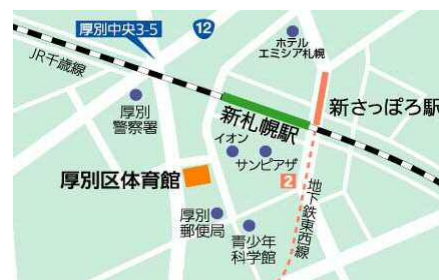 厚別中央3-5
12
ホテル
エミシア札幌
JR千歳線
厚別
警察署
新札幌駅
新さっぽろ駅
イオン
サンピアザ
厚別区体育館
2
地下鉄東西線
厚別
郵便局
青少年
科学館